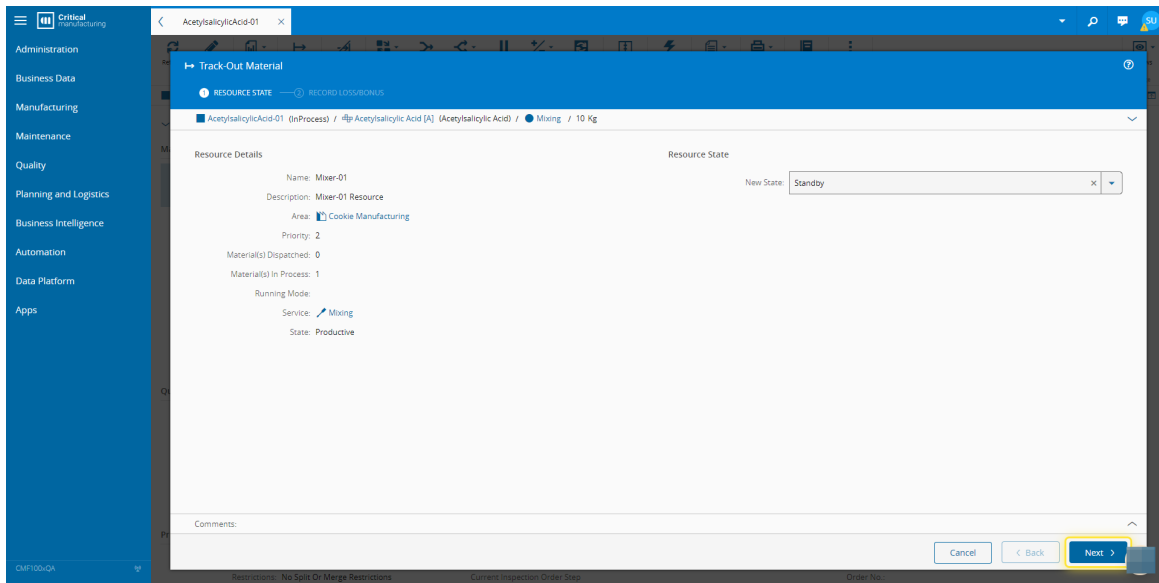 Critical
manufacturing
AcetylsalicylicAcid-01
SU
Administration
Business Data
Manufacturing
Maintenance
Quality
Planning and Logistics
Business Intelligence
Automation
Data Platform
Apps
CMF100xQA
Track-Out Material
1 RESOURCE STATE 2 RECORD LOSS/BONUS
AcetylsalicylicAcid-01 (InProcess) / Acetylsalicylic Acid [A] (Acetylsalicylic Acid) / Mixing / 10 Kg
Resource Details
Name: Mixer-01
Description: Mixer-01 Resource
Area: Cookie Manufacturing
Priority: 2
Material(s) Dispatched: 0
Material(s) In Process: 1
Running Mode:
Service: Mixing
State: Productive
Resource State
New State: Standby
Comments:
Cancel
Back
Next
Restrictions: No Split Or Merge Restrictions
Current Inspection Order Step
Order No.: